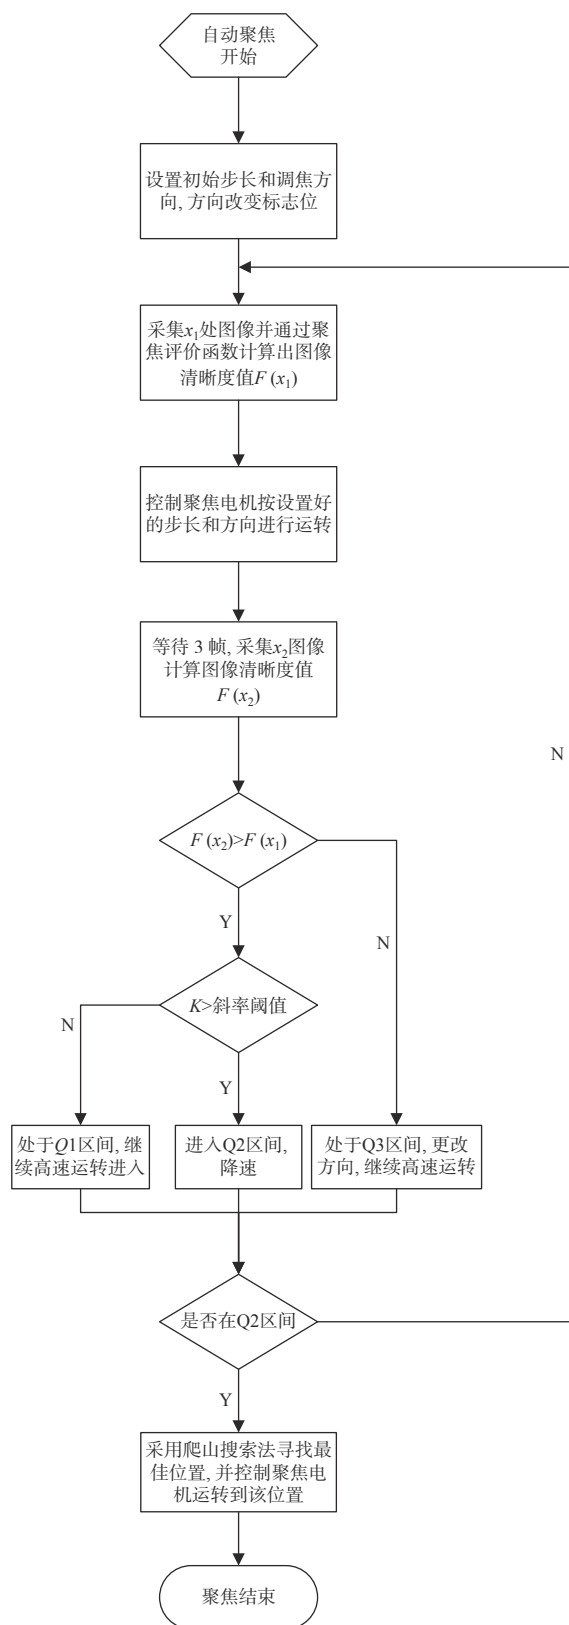 自动聚焦
开始
设置初始步长和调焦方
向, 方向改变标志位
采集x₁处图像并通过聚
焦评价函数计算出图像
清晰度值F (x₁)
控制聚焦电机按设置好
的步长和方向进行运转
等待 3 帧, 采集x₂图像
计算图像清晰度值
F (x₂)
N
F (x₂)>F (x₁)
Y
N
K>斜率阈值
N
Y
处于Q1区间, 继
续高速运转进入
进入Q2区间,
降速
处于Q3区间, 更改
方向, 继续高速运转
是否在Q2区间
Y
采用爬山搜索法寻找最
佳位置, 并控制聚焦电
机运转到该位置
聚焦结束